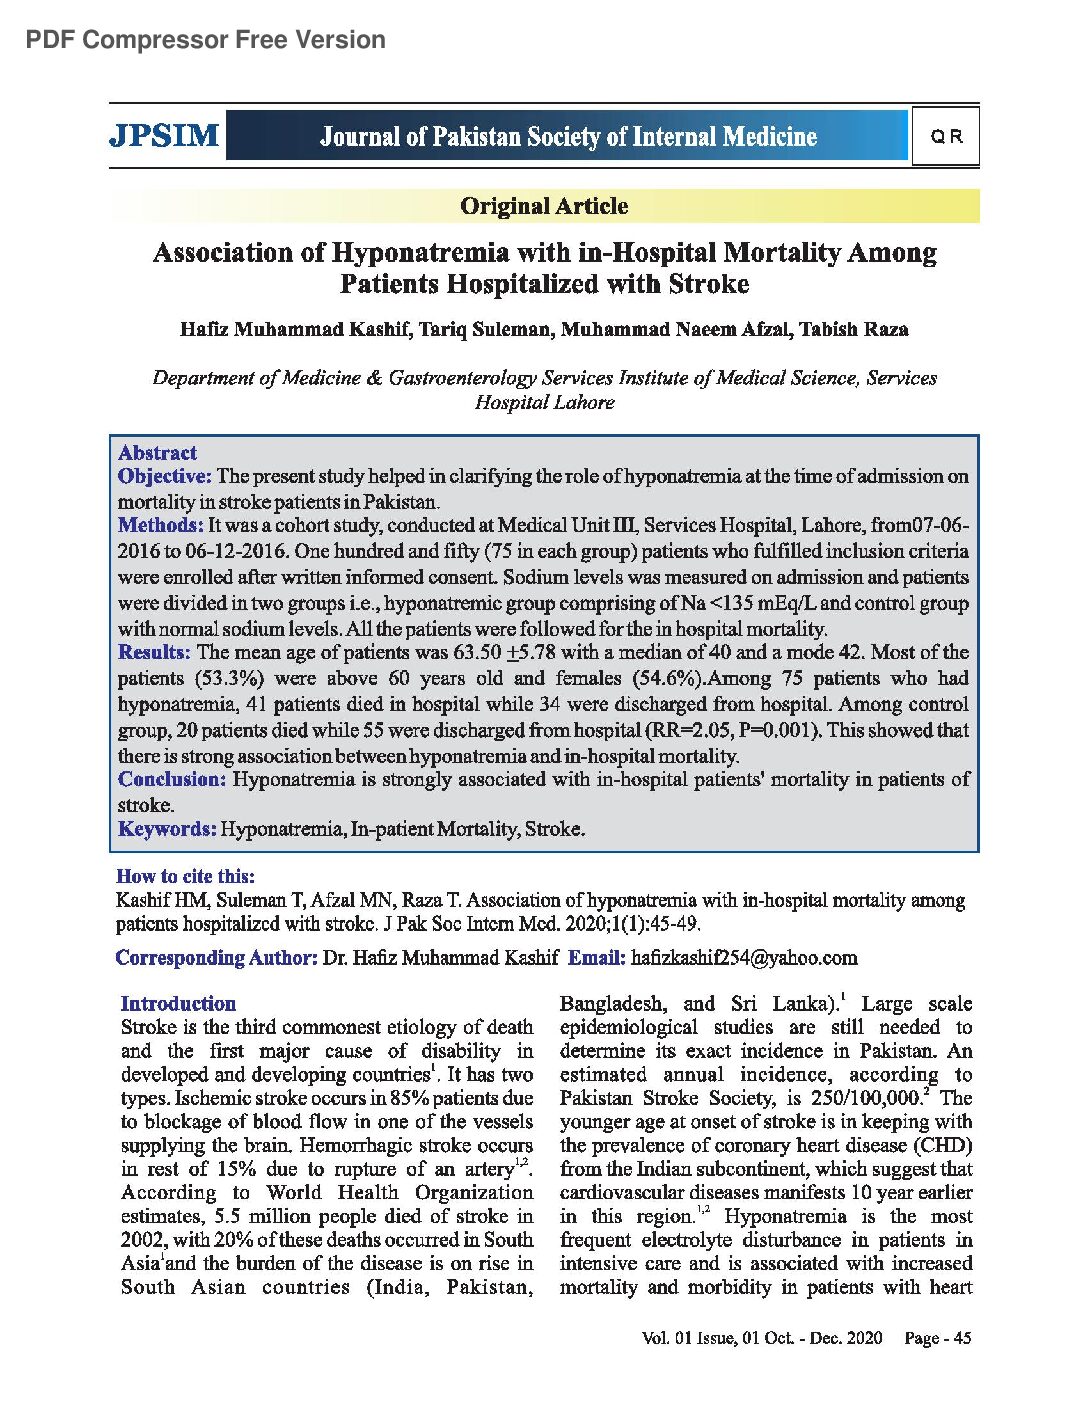 PDF Compressor Free Version
JPSIM
Journal of Pakistan Society of Internal Medicine
QR
Original Article
Association of Hyponatremia with in-Hospital Mortality Among
Patients Hospitalized with Stroke
Hafiz Muhammad Kashif, Tariq Suleman, Muhammad Naeem Afzal, Tabish Raza
Department of Medicine & Gastroenterology Services Institute of Medical Science, Services
Hospital Lahore
Abstract
Objective: The present study helped in clarifying the role of hyponatremia at the time of admission on
mortality in stroke patients in Pakistan.
Methods: It was a cohort study, conducted at Medical Unit III, Services Hospital, Lahore, from07-06-
2016 to 06-12-2016. One hundred and fifty (75 in each group) patients who fulfilled inclusion criteria
were enrolled after written informed consent. Sodium levels was measured on admission and patients
were divided in two groups i.e., hyponatremic group comprising of Na <135 mEq/L and control group
with normal sodium levels. All the patients were followed for the in hospital mortality.
Results: The mean age of patients was 63.50 ±5.78 with a median of 40 and a mode 42. Most of the
patients (53.3%) were above 60 years old and females (54.6%).Among 75 patients who had
hyponatremia, 41 patients died in hospital while 34 were discharged from hospital. Among control
group, 20 patients died while 55 were discharged from hospital (RR=2.05, P=0.001). This showed that
there is strong association between hyponatremia and in-hospital mortality.
Conclusion: Hyponatremia is strongly associated with in-hospital patients' mortality in patients of
stroke.
Keywords: Hyponatremia, In-patient Mortality, Stroke.
How to cite this:
Kashif HM, Suleman T, Afzal MN, Raza T. Association of hyponatremia with in-hospital mortality among
patients hospitalized with stroke. J Pak Soc Intern Med. 2020;1(1):45-49.
Corresponding Author: Dr. Hafiz Muhammad Kashif Email: hafizkashif254@yahoo.com
Introduction
Stroke is the third commonest etiology of death
and the first major cause of disability in
developed and developing countries¹. It has two
types. Ischemic stroke occurs in 85% patients due
to blockage of blood flow in one of the vessels
supplying the brain. Hemorrhagic stroke occurs
in rest of 15% due to rupture of an artery¹,².
According to World Health Organization
estimates, 5.5 million people died of stroke in
2002, with 20% of these deaths occurred in South
Asia¹and the burden of the disease is on rise in
South Asian countries (India, Pakistan,
Bangladesh, and Sri Lanka).¹ Large scale
epidemiological studies are still needed to
determine its exact incidence in Pakistan. An
estimated annual incidence, according to
Pakistan Stroke Society, is 250/100,000.² The
younger age at onset of stroke is in keeping with
the prevalence of coronary heart disease (CHD)
from the Indian subcontinent, which suggest that
cardiovascular diseases manifests 10 year earlier
in this region.¹,² Hyponatremia is the most
frequent electrolyte disturbance in patients in
intensive care and is associated with increased
mortality and morbidity in patients with heart
Vol. 01 Issue, 01 Oct. - Dec. 2020 Page - 45